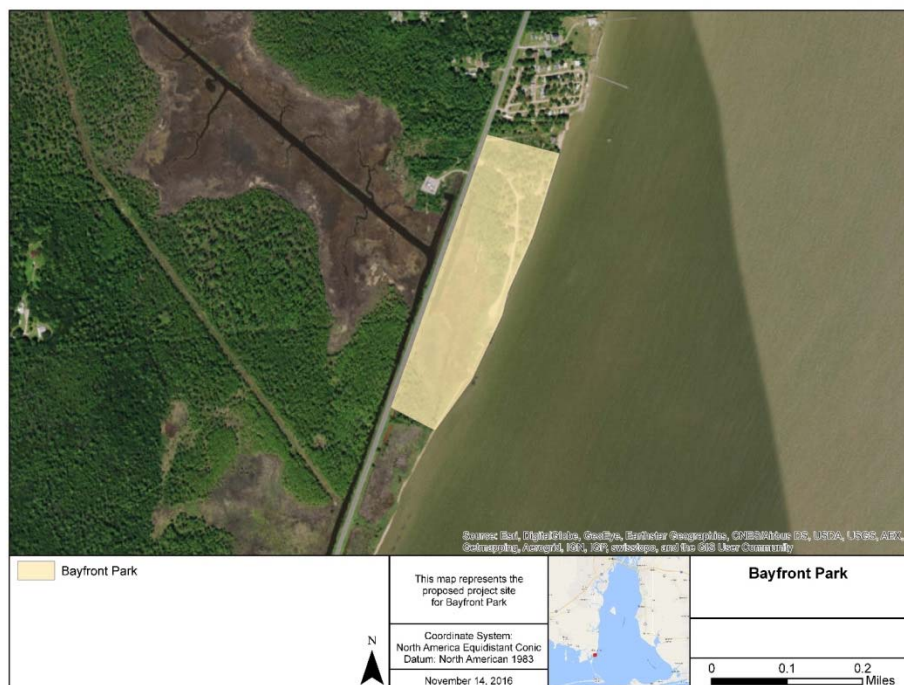 Source: Esri, DigitalGlobe, GeoEye, Earthstar Geographics, CNES/Airbus DS, USDA, USGS, AEX,
Getmapping, Aerogrid, IGN, IGP, swisstopo, and the GIS User Community
Bayfront Park
N
This map represents the
proposed project site
for Bayfront Park
Coordinate System:
North America Equidistant Conic
Datum: North American 1983
November 14, 2016
Bayfront Park
0 0.1 0.2
Miles